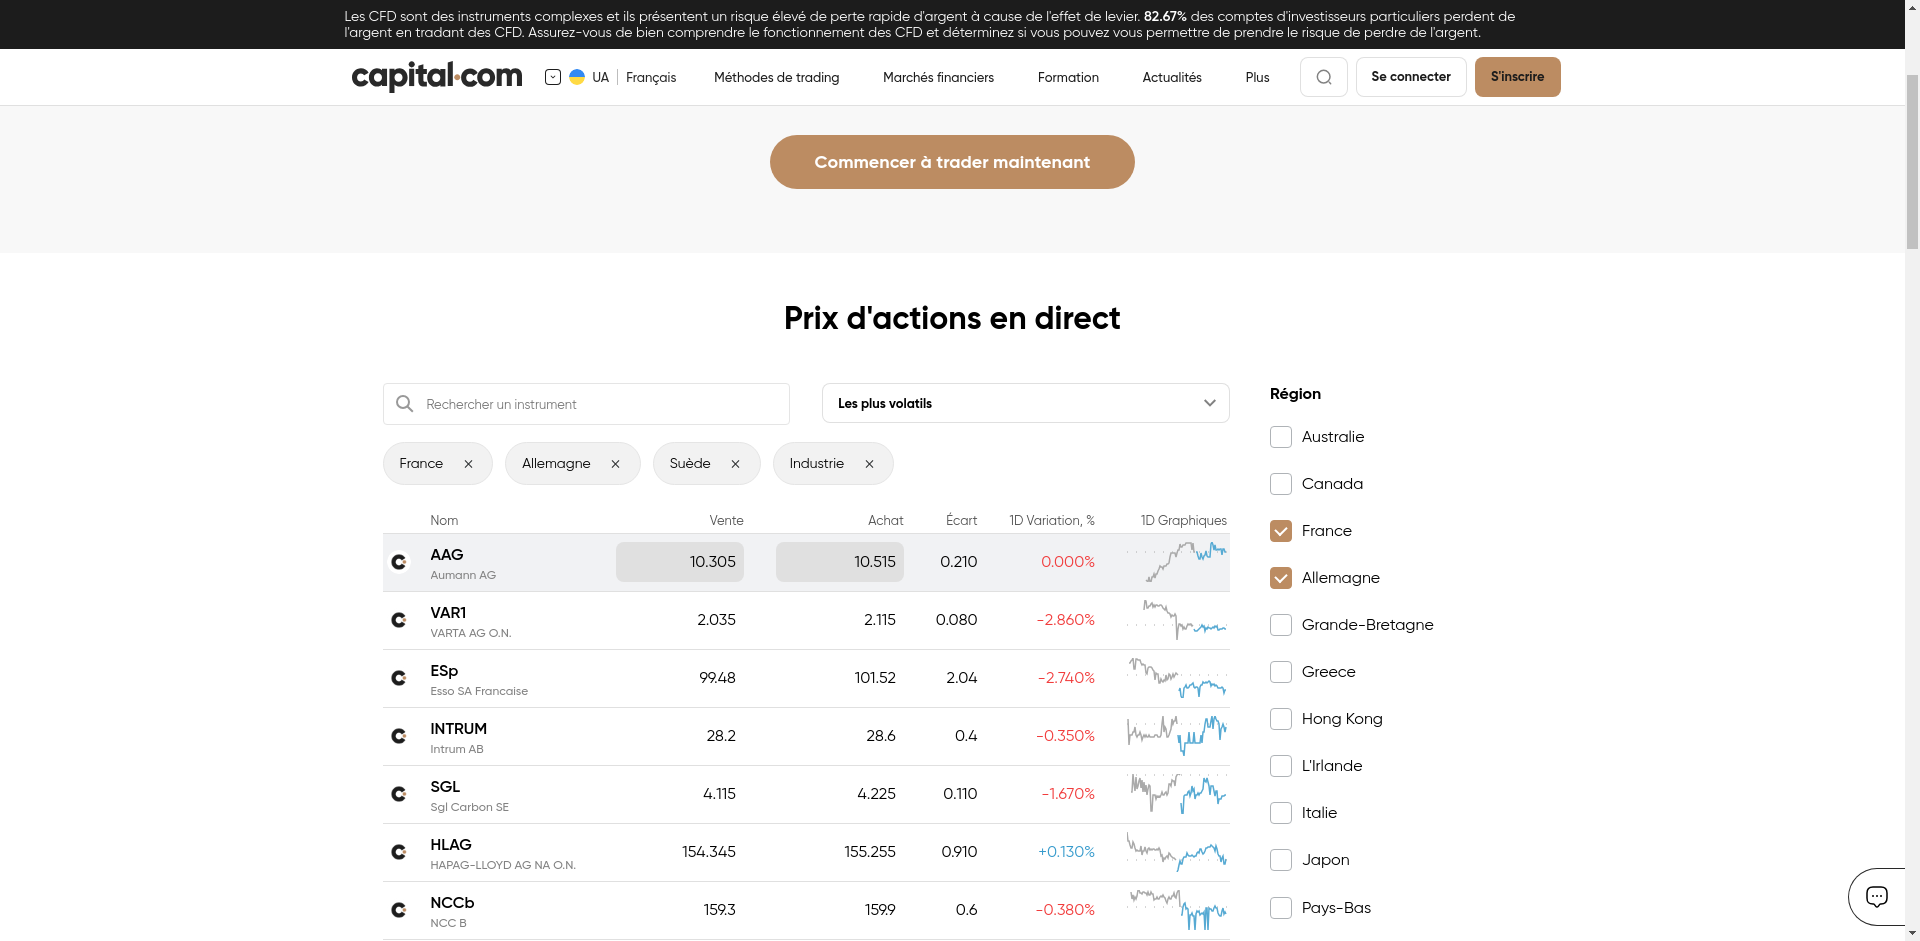 Les CFD sont des instruments complexes et ils présentent un risque élevé de perte rapide d'argent à cause de l'effet de levier. 82.67% des comptes d'investisseurs particuliers perdent de
l'argent en tradant des CFD. Assurez-vous de bien comprendre le fonctionnement des CFD et déterminez si vous pouvez vous permettre de prendre le risque de perdre de l'argent.
capital.com UA Français Méthodes de trading Marchés financiers Formation Actualités Plus Se connecter S'inscrire
Commencer à trader maintenant
Prix d'actions en direct
Rechercher un instrument
Les plus volatils
France Allemagne Suède Industrie
Nom Vente Achat Écart 1D Variation, % 1D Graphiques
AAG 10.305 10.515 0.210 0.000%
Aumann AG
VAR1 2.035 2.115 0.080 -2.860%
VARTA AG O.N.
ESp 99.48 101.52 2.04 -2.740%
Esso SA Francaise
INTRUM 28.2 28.6 0.4 -0.350%
Intrum AB
SGL 4.115 4.225 0.110 -1.670%
Sgl Carbon SE
HLAG 154.345 155.255 0.910 +0.130%
HAPAG-LLOYD AG NA O.N.
NCCb 159.3 159.9 0.6 -0.380%
NCC B
Région
Australie
Canada
France
Allemagne
Grande-Bretagne
Greece
Hong Kong
L'Irlande
Italie
Japon
Pays-Bas